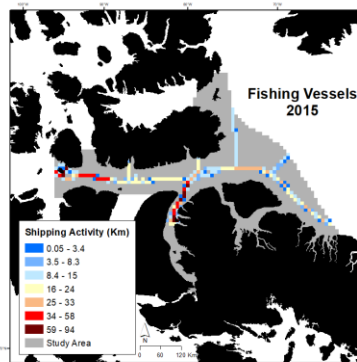 Fishing Vessels
2015
Shipping Activity (Km)
0.05 - 3.4
3.5 - 8.3
8.4 - 15
16 - 24
25 - 33
34 - 58
59 - 94
Study Area
N
0 30 60 120 Km